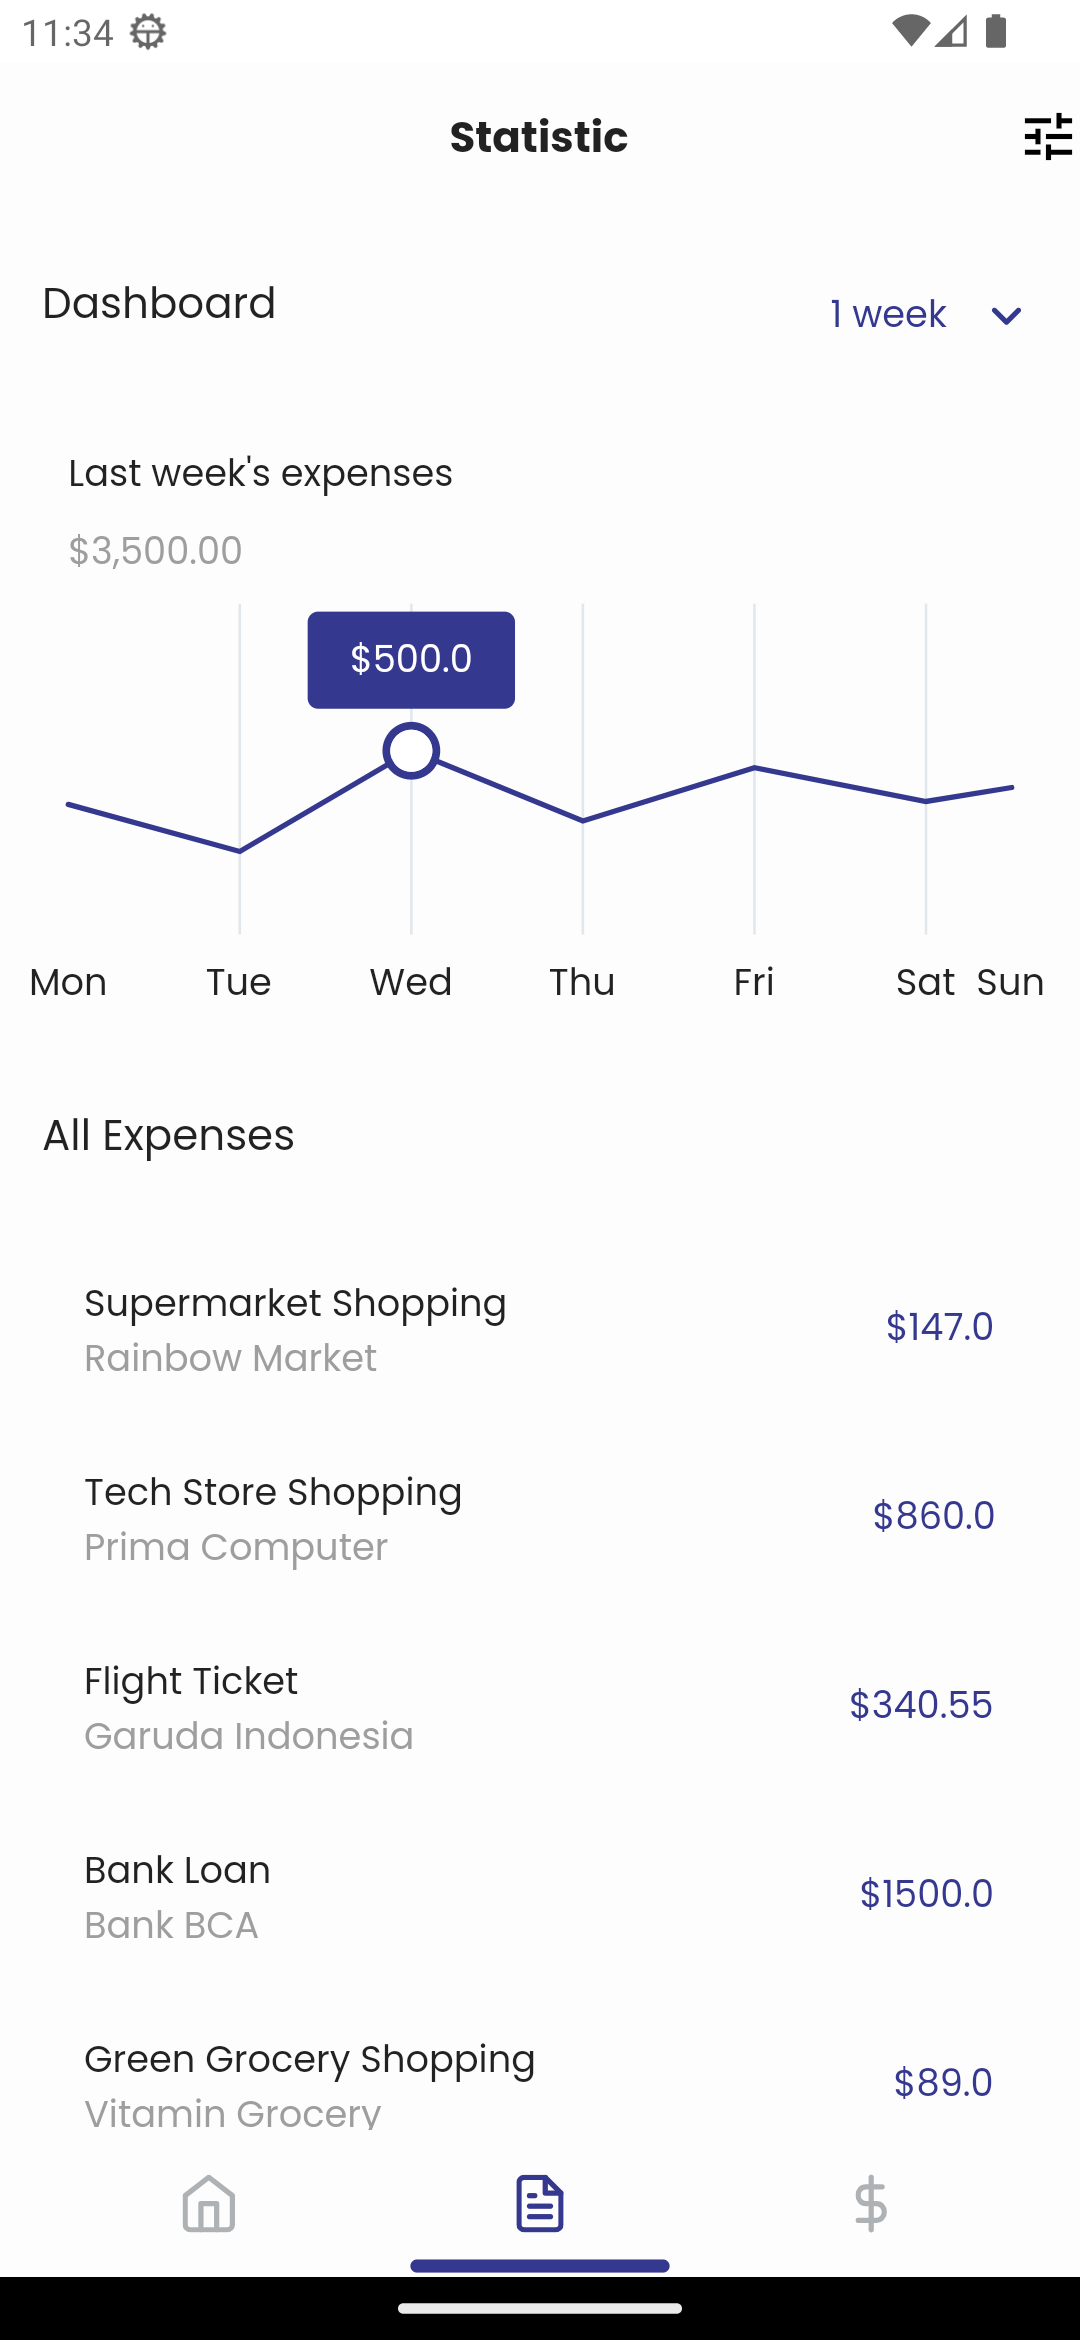 11:34
Statistic
Dashboard
1 week
Last week's expenses
$3,500.00
$500.0
Mon Tue Wed Thu Fri Sat Sun
All Expenses
Supermarket Shopping
$147.0
Rainbow Market
Tech Store Shopping
$860.0
Prima Computer
Flight Ticket
$340.55
Garuda Indonesia
Bank Loan
$1500.0
Bank BCA
Green Grocery Shopping
$89.0
Vitamin Grocery